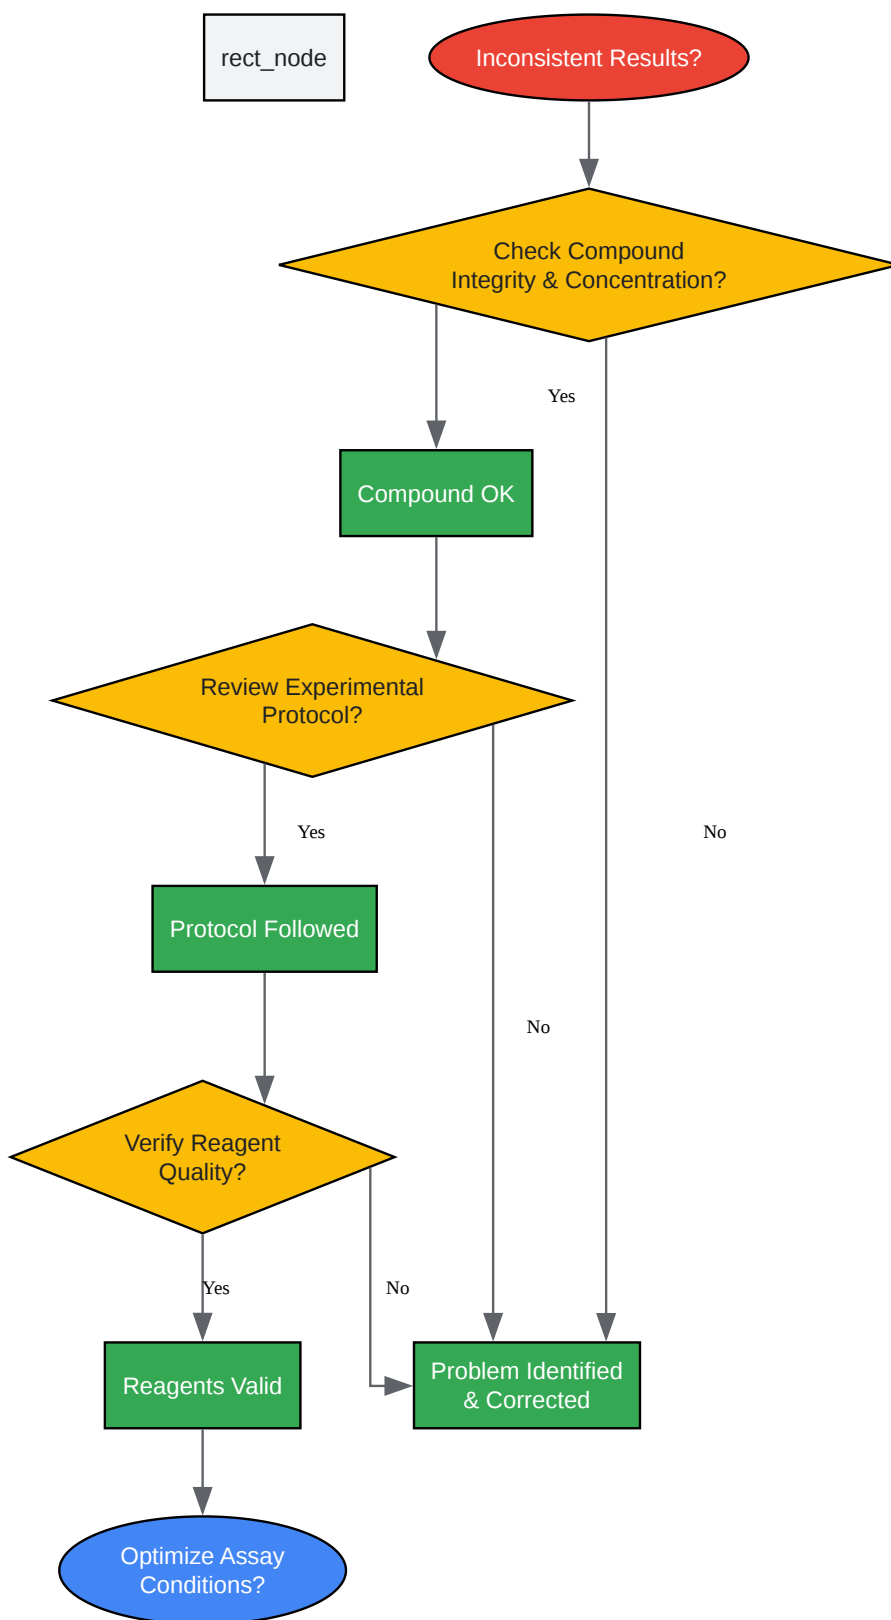 rect_node
Inconsistent Results?
Check Compound
Integrity & Concentration?
Yes
Compound OK
Review Experimental
Protocol?
Yes
No
Protocol Followed
No
Verify Reagent
Quality?
Yes
No
Reagents Valid
Problem Identified
& Corrected
Optimize Assay
Conditions?